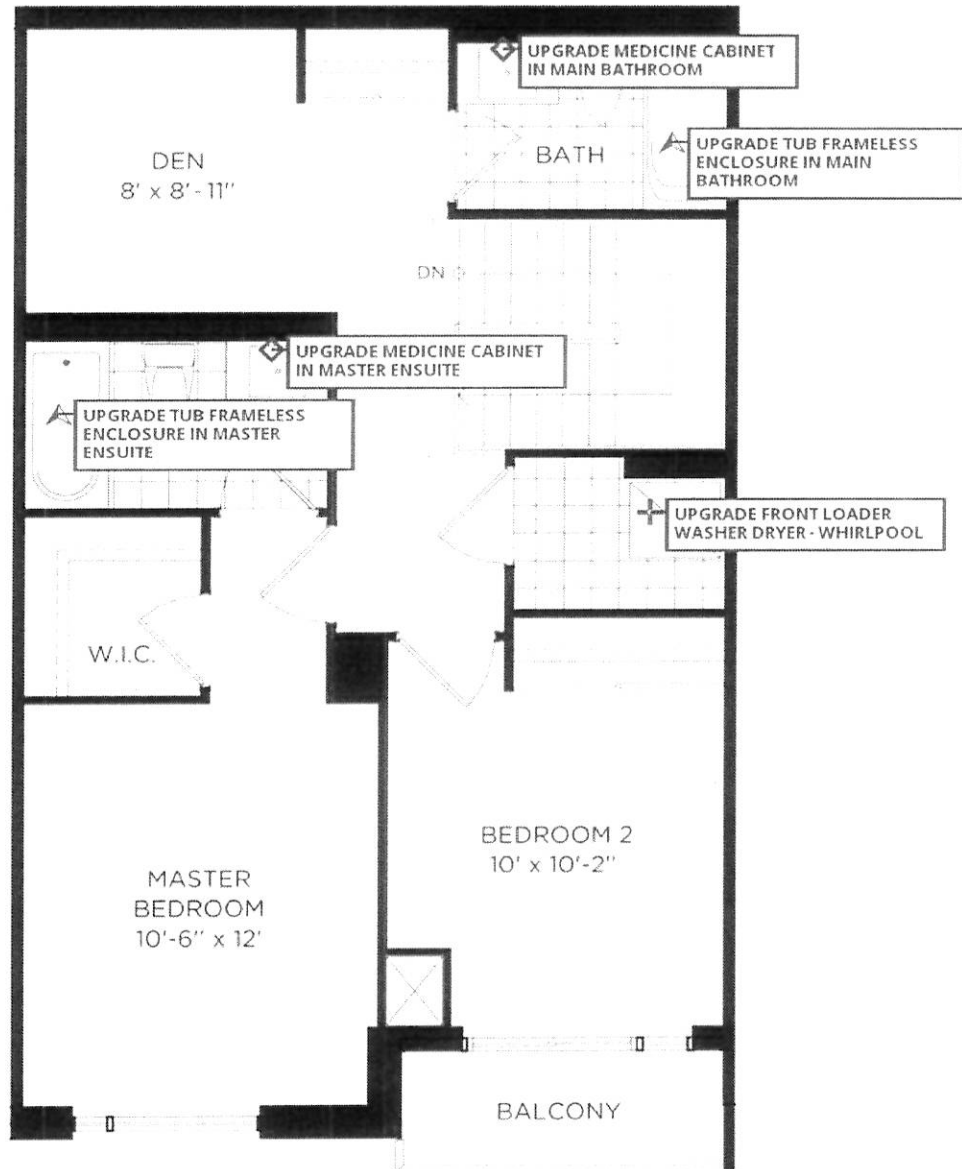 UPGRADE MEDICINE CABINET
IN MAIN BATHROOM
UPGRADE TUB FRAMELESS
ENCLOSURE IN MAIN
BATHROOM
BATH
DEN
8' x 8'-11"
DN
UPGRADE MEDICINE CABINET
IN MASTER ENSUITE
UPGRADE TUB FRAMELESS
ENCLOSURE IN MASTER
ENSUITE
UPGRADE FRONT LOADER
WASHER DRYER - WHIRLPOOL
W.I.C.
BEDROOM 2
10' x 10'-2"
MASTER
BEDROOM
10'-6" x 12'
BALCONY